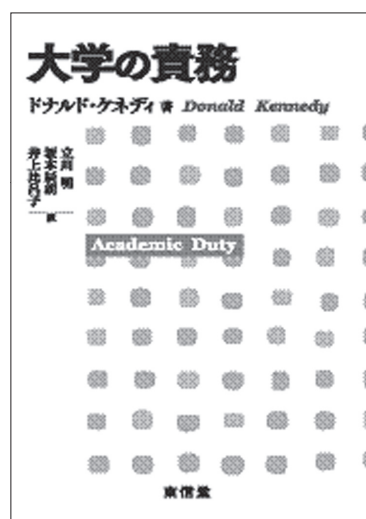 大学の責務
ドナルド・ケネディ 著 Donald Kennedy
立川 明
坂本辰朗
井上比呂子
訳
Academic Duty
東信堂